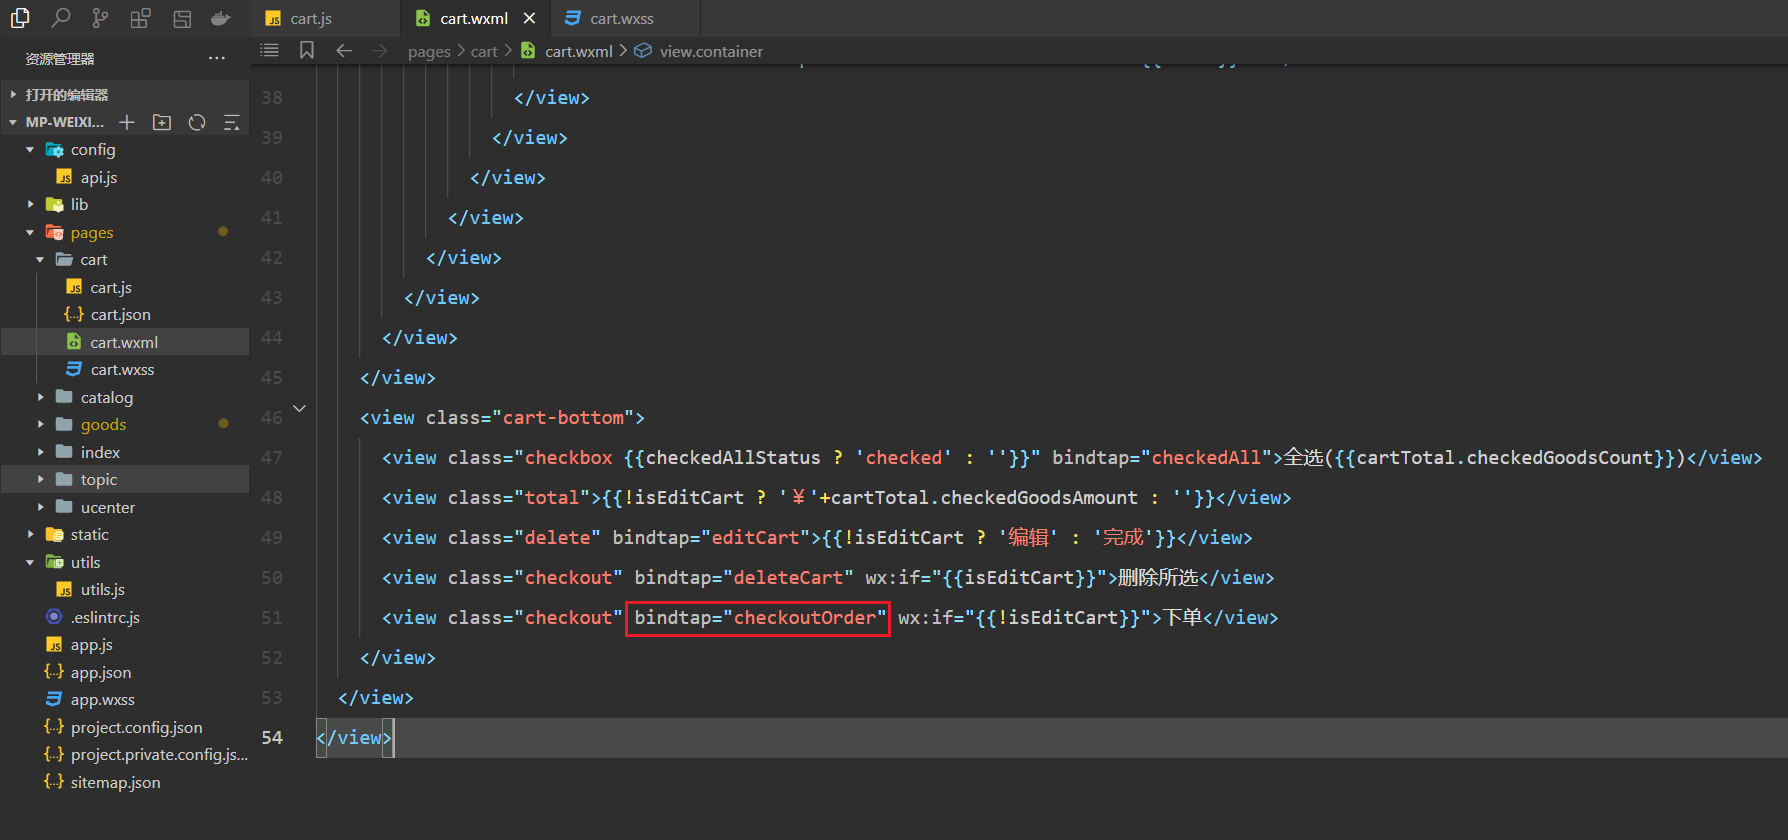 cart.js
cart.wxml
cart.wxss
资源管理器
pages > cart > cart.wxml > view.container
打开的编辑器
MP-WEIXI...
config
api.js
lib
pages
cart
cart.js
cart.json
cart.wxml
cart.wxss
catalog
goods
index
topic
ucenter
static
utils
utils.js
.eslintrc.js
app.js
app.json
app.wxss
project.config.json
project.private.config.js...
sitemap.json
38 </view>
39 </view>
40 </view>
41 </view>
42 </view>
43 </view>
44 </view>
45 </view>
46 <view class="cart-bottom">
47 <view class="checkbox {{checkedAllStatus ? 'checked' : ''}}" bindtap="checkedAll">全选({{cartTotal.checkedGoodsCount}})</view>
48 <view class="total">{{!isEditCart ? '￥'+cartTotal.checkedGoodsAmount : ''}}</view>
49 <view class="delete" bindtap="editCart">{{!isEditCart ? '编辑' : '完成'}}</view>
50 <view class="checkout" bindtap="deleteCart" wx:if="{{isEditCart}}">删除所选</view>
51 <view class="checkout" bindtap="checkoutOrder" wx:if="{{!isEditCart}}">下单</view>
52 </view>
53 </view>
54 </view>